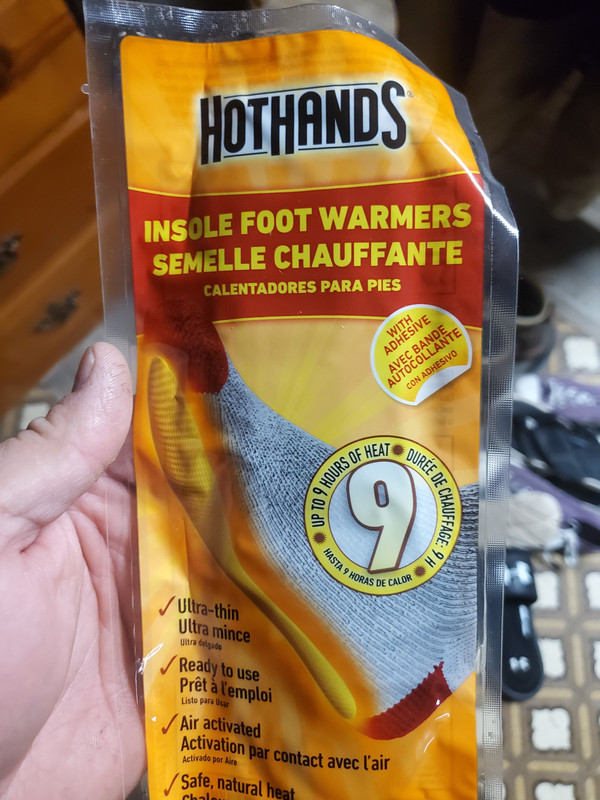 HOTHANDS®
INSOLE FOOT WARMERS
SEMELLE CHAUFFANTE
CALENTADORES PARA PIES
WITH
ADHESIVE
AVEC BANDE
AUTOCOLLANTE
CON ADHESIVO
UP TO 9 HOURS OF HEAT
DURÉE DE CHAUFFAGE: 9 H
HASTA 9 HORAS DE CALOR
9
Ultra-thin
Ultra mince
Ultra delgado
Ready to use
Prêt à l'emploi
Listo para Usar
Air activated
Activation par contact avec l'air
Activado por Aire
Safe, natural heat